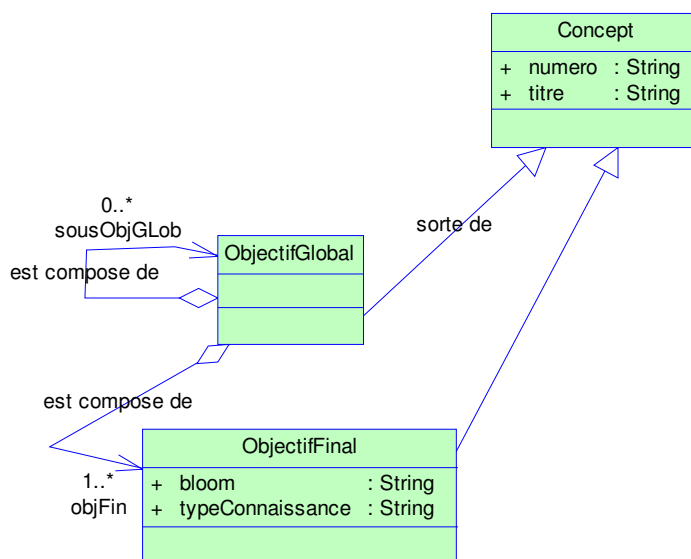 Concept
+ numero : String
+ titre : String
0..*
sousObjGLob
sorte de
ObjectifGlobal
est compose de
est compose de
ObjectifFinal
+ bloom : String
+ typeConnaissance : String
1..*
objFin